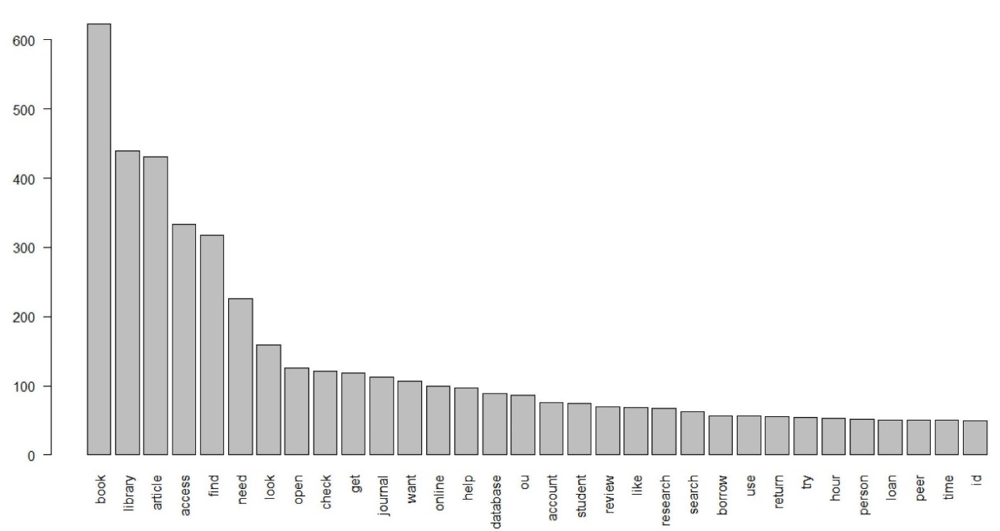 600
500
400
300
200
100
0
book
library
article
access
find
need
look
open
check
get
journal
want
online
help
database
ou
account
student
review
like
research
search
borrow
use
return
try
hour
person
loan
peer
time
id